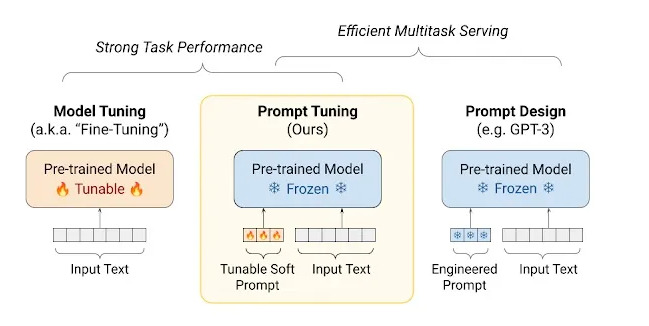 Efficient Multitask Serving
Strong Task Performance
Model Tuning
(a.k.a. “Fine-Tuning”)
Pre-trained Model
Tunable
Input Text
Prompt Tuning
(Ours)
Pre-trained Model
Frozen
Tunable Soft
Prompt
Input Text
Prompt Design
(e.g. GPT-3)
Pre-trained Model
Frozen
Engineered
Prompt
Input Text